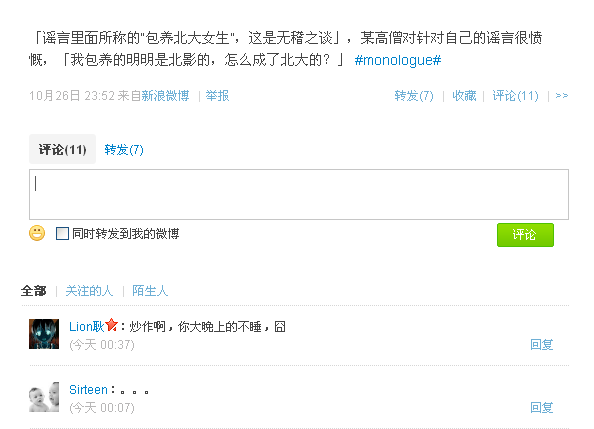 「谣言里面所称的“包养北大女生”，这是无稽之谈」，某高僧对针对自己的谣言很愤
慨，「我包养的明明是北影的，怎么成了北大的？」 #monologue#
10月26日 23:52 来自新浪微博 | 举报 转发(7) | 收藏 | 评论(11) | >>
评论(11) 转发(7)
同时转发到我的微博 评论
全部 | 关注的人 | 陌生人
Lion耿：炒作啊，你大晚上的不睡，囧
(今天 00:37) 回复
Sirteen：。。。
(今天 00:07) 回复